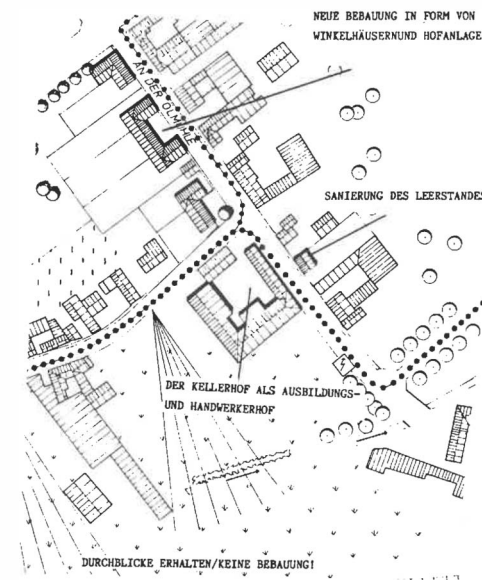 NEUE BEBAUUNG IN FORM VON
WINKELHÄUSERNUND HOFANLAGE
AN DER ÖLMÜHLE
SANIERUNG DES LEERSTANDES
DER KELLERHOF ALS AUSBILDUNGS-
UND HANDWERKERHOF
DURCHBLICKE ERHALTEN/KEINE BEBAUUNG!